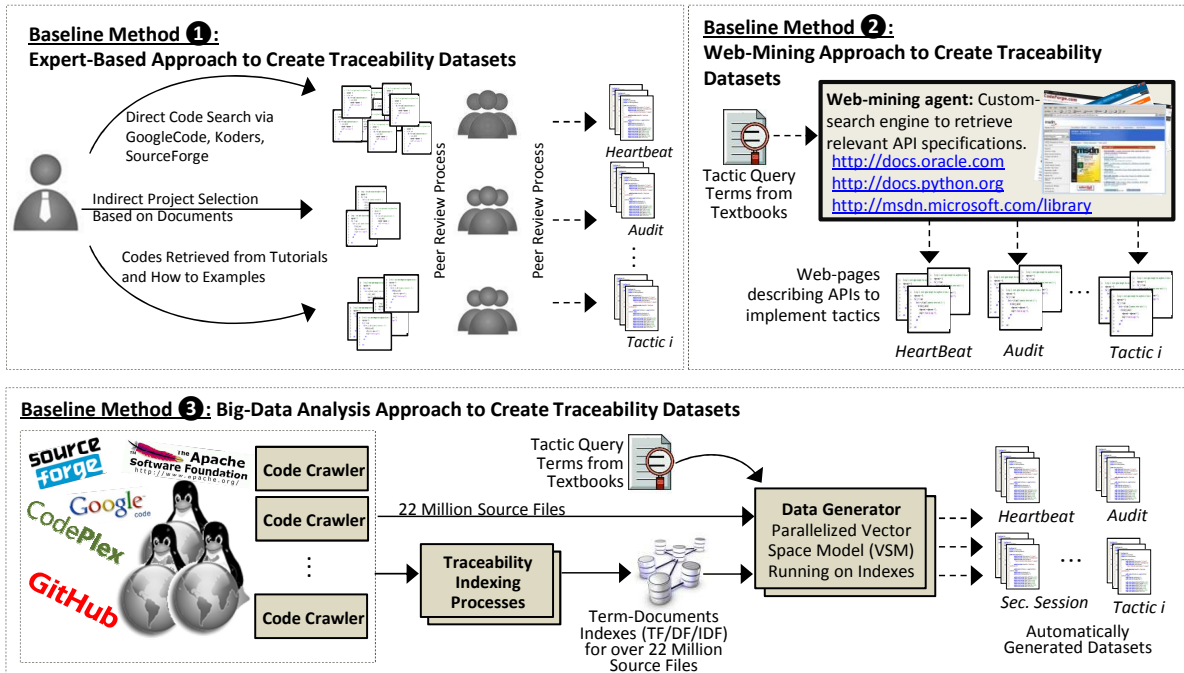 Baseline Method ❶:
Expert-Based Approach to Create Traceability Datasets
Direct Code Search via
GoogleCode, Koders,
SourceForge
Indirect Project Selection
Based on Documents
Codes Retrieved from Tutorials
and How to Examples
Peer Review Process
Peer Review Process
Heartbeat
Audit
⋮
Tactic i
Baseline Method ❷:
Web-Mining Approach to Create Traceability
Datasets
Tactic Query
Terms from
Textbooks
Web-mining agent: Custom-
search engine to retrieve
relevant API specifications.
http://docs.oracle.com
http://docs.python.org
http://msdn.microsoft.com/library
msdn
Web-pages
describing APIs to
implement tactics
HeartBeat
Audit
...
Tactic i
Baseline Method ❸: Big-Data Analysis Approach to Create Traceability Datasets
source
forge
TM
The Apache
Software Foundation
http://www.apache.org/
Google
code
CodePlex
GitHub
Code Crawler
Code Crawler
⋮
Code Crawler
22 Million Source Files
Traceability
Indexing
Processes
Tactic Query
Terms from
Textbooks
Term-Documents
Indexes (TF/DF/IDF)
for over 22 Million
Source Files
Data Generator
Parallelized Vector
Space Model (VSM)
Running on Indexes
Heartbeat
Audit
Sec. Session
...
Tactic i
Automatically
Generated Datasets